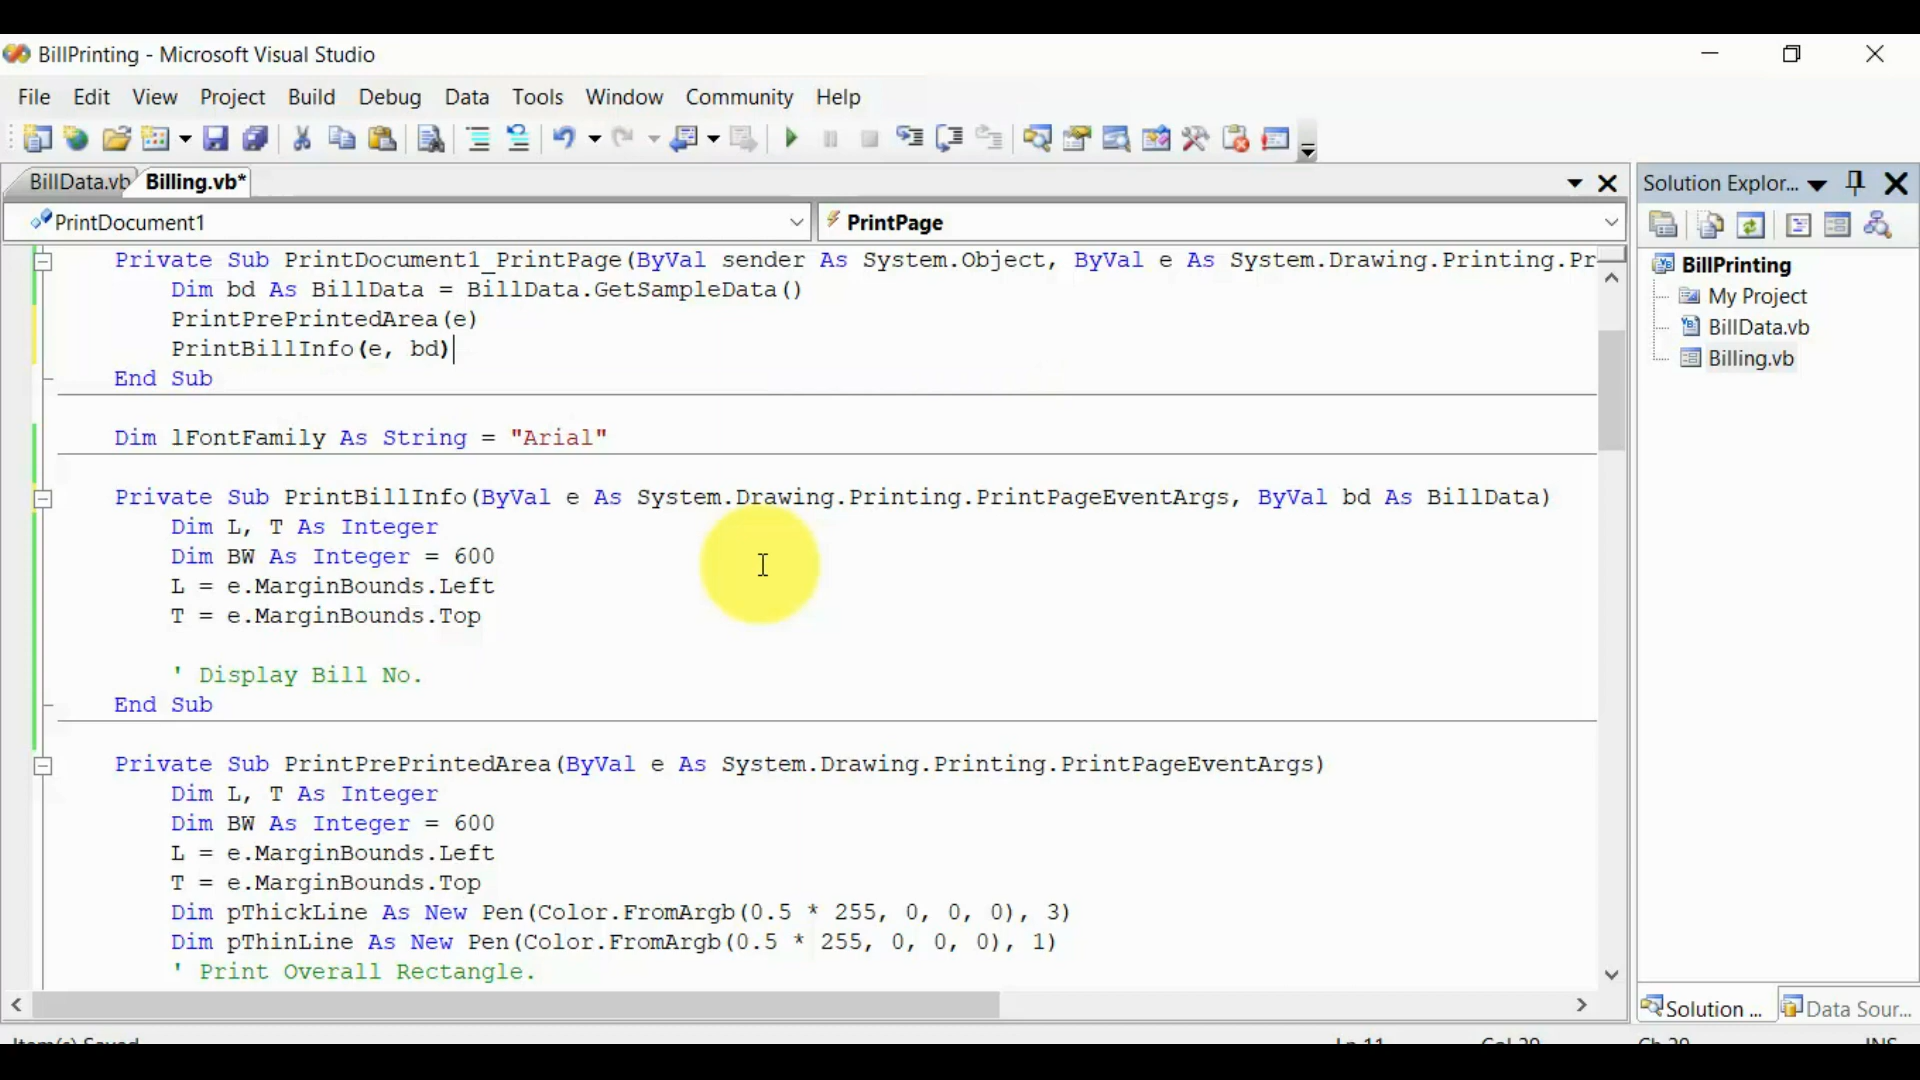 BillPrinting - Microsoft Visual Studio
File Edit View Project Build Debug Data Tools Window Community Help
BillData.vb Billing.vb*
PrintDocument1 PrintPage
Private Sub PrintDocument1_PrintPage(ByVal sender As System.Object, ByVal e As System.Drawing.Printing.Pr
Dim bd As BillData = BillData.GetSampleData()
PrintPrePrintedArea(e)
PrintBillInfo(e, bd)
End Sub
Dim lFontFamily As String = "Arial"
Private Sub PrintBillInfo(ByVal e As System.Drawing.Printing.PrintPageEventArgs, ByVal bd As BillData)
Dim L, T As Integer
Dim BW As Integer = 600
L = e.MarginBounds.Left
T = e.MarginBounds.Top
' Display Bill No.
End Sub
Private Sub PrintPrePrintedArea(ByVal e As System.Drawing.Printing.PrintPageEventArgs)
Dim L, T As Integer
Dim BW As Integer = 600
L = e.MarginBounds.Left
T = e.MarginBounds.Top
Dim pThickLine As New Pen(Color.FromArgb(0.5 * 255, 0, 0, 0), 3)
Dim pThinLine As New Pen(Color.FromArgb(0.5 * 255, 0, 0, 0), 1)
' Print Overall Rectangle.
Solution Explor...
BillPrinting
My Project
BillData.vb
Billing.vb
Solution ... Data Sour...